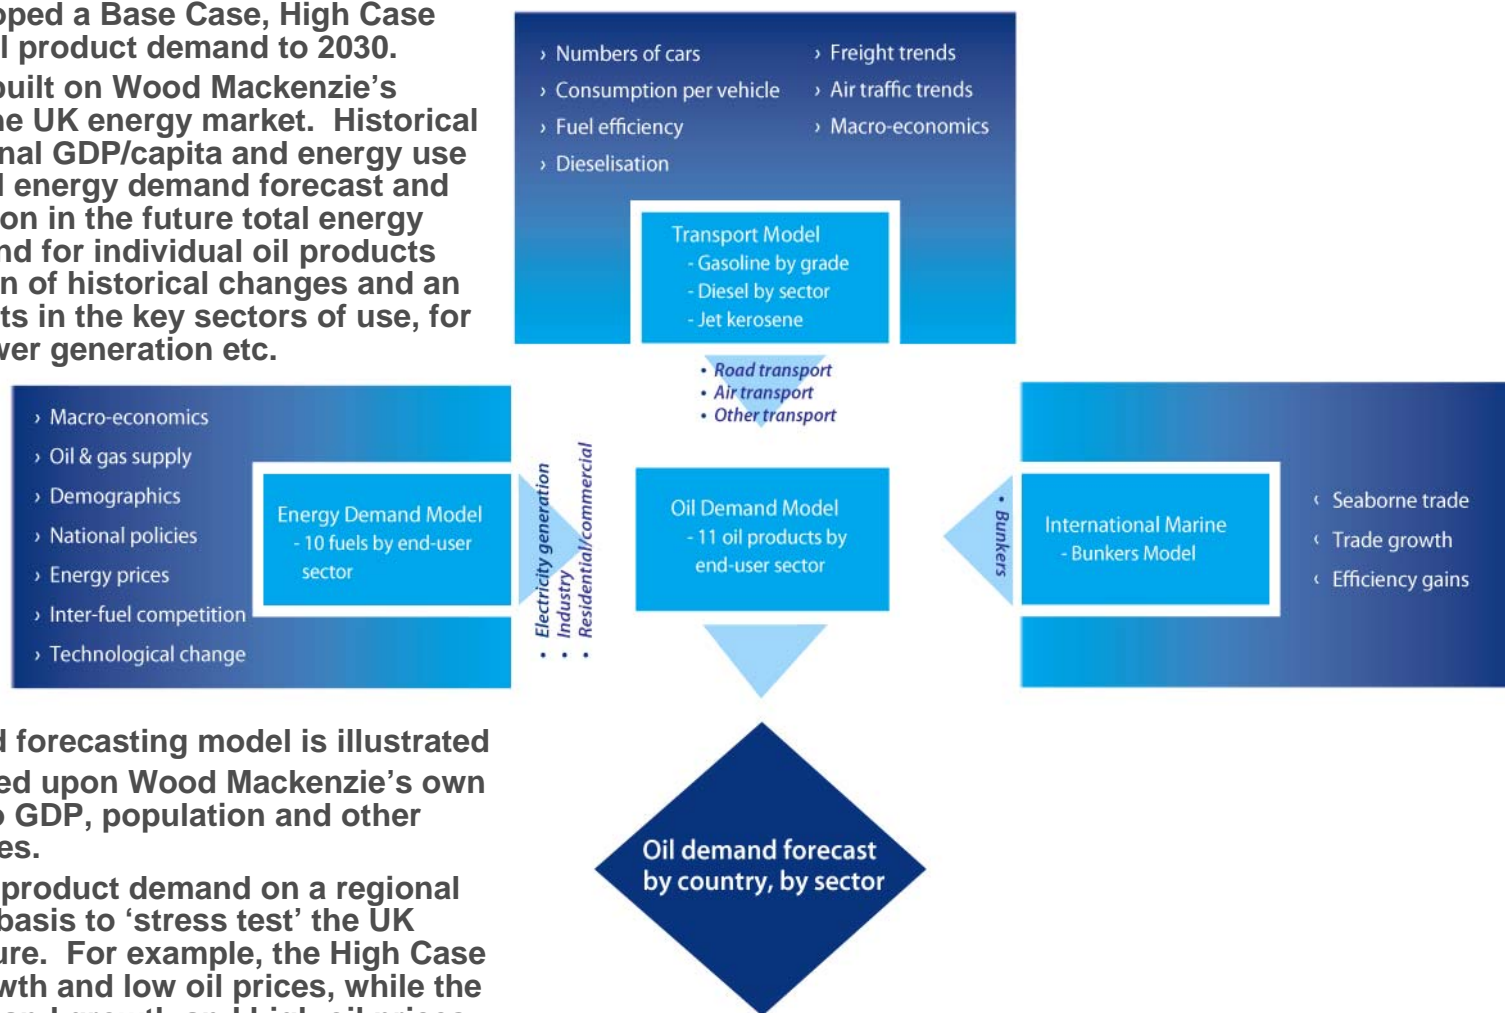 oped a Base Case, High Case
l product demand to 2030.
built on Wood Mackenzie’s
he UK energy market. Historical
nal GDP/capita and energy use
l energy demand forecast and
on in the future total energy
nd for individual oil products
n of historical changes and an
ts in the key sectors of use, for
wer generation etc.
› Numbers of cars
› Consumption per vehicle
› Fuel efficiency
› Dieselisation
› Freight trends
› Air traffic trends
› Macro-economics
Transport Model
- Gasoline by grade
- Diesel by sector
- Jet kerosene
• Road transport
• Air transport
• Other transport
› Macro-economics
› Oil & gas supply
› Demographics
› National policies
› Energy prices
› Inter-fuel competition
› Technological change
Energy Demand Model
- 10 fuels by end-user
sector
• Electricity generation
• Industry
• Residential/commercial
Oil Demand Model
- 11 oil products by
end-user sector
• Bunkers
International Marine
- Bunkers Model
‹ Seaborne trade
‹ Trade growth
‹ Efficiency gains
d forecasting model is illustrated
ed upon Wood Mackenzie’s own
o GDP, population and other
es.
product demand on a regional
basis to ‘stress test’ the UK
ure. For example, the High Case
wth and low oil prices, while the
and growth and high oil prices
Oil demand forecast
by country, by sector